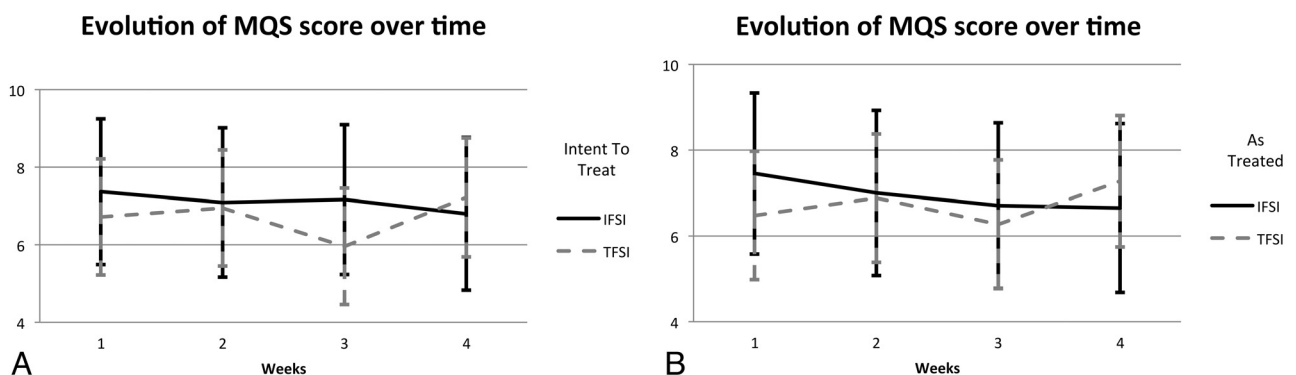 Evolution of MQS score over time
10
8
6
4
1 2 3 4
Weeks
Intent To
Treat
IFSI
TFSI
A
Evolution of MQS score over time
10
8
6
4
1 2 3 4
Weeks
As
Treated
IFSI
TFSI
B